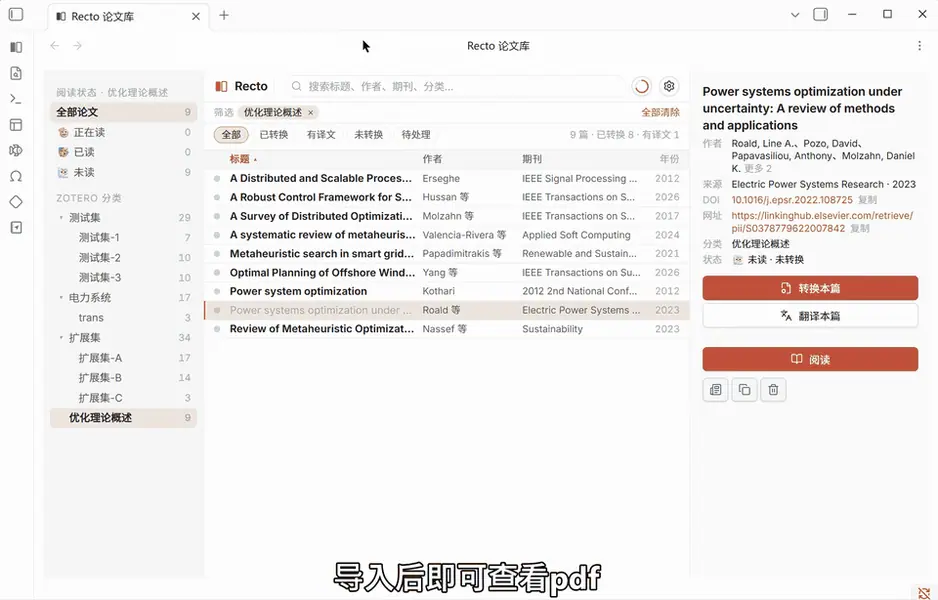 Recto 论文库
Recto 论文库
阅读状态 · 优化理论概述
全部论文 9
正在读 0
已读 0
未读 9
ZOTERO 分类
测试集 29
测试集-1 7
测试集-2 10
测试集-3 10
电力系统 17
trans 3
扩展集 34
扩展集-A 17
扩展集-B 14
扩展集-C 3
优化理论概述 9
Recto
搜索标题、作者、期刊、分类...
筛选 优化理论概述 × 全部清除
全部 已转换 有译文 未转换 待处理 9 篇 · 已转换 8 · 有译文 1
标题 作者 期刊 年份
A Distributed and Scalable Proces... Erseghe IEEE Signal Processing ... 2012
A Robust Control Framework for S... Hussan 等 IEEE Transactions on S... 2026
A Survey of Distributed Optimizati... Molzahn 等 IEEE Transactions on S... 2017
A systematic review of metaheuris... Valencia-Rivera 等 Applied Soft Computing 2024
Metaheuristic search in smart grid... Papadimitrakis 等 Renewable and Sustain... 2021
Optimal Planning of Offshore Wind... Yang 等 IEEE Transactions on Su... 2026
Power system optimization Kothari 2012 2nd National Conf... 2012
Power systems optimization under ... Roald 等 Electric Power Systems ... 2023
Review of Metaheuristic Optimizat... Nassef 等 Sustainability 2023
Power systems optimization under
uncertainty: A review of methods
and applications
作者 Roald, Line A.、Pozo, David、
Papavasiliou, Anthony、Molzahn, Daniel
K. 更多 2
来源 Electric Power Systems Research · 2023
DOI 10.1016/j.epsr.2022.108725 复制
网址 https://linkinghub.elsevier.com/retrieve/
pii/S0378779622007842 复制
分类 优化理论概述
状态 未读 · 未转换
转换本篇
翻译本篇
阅读
导入后即可查看pdf